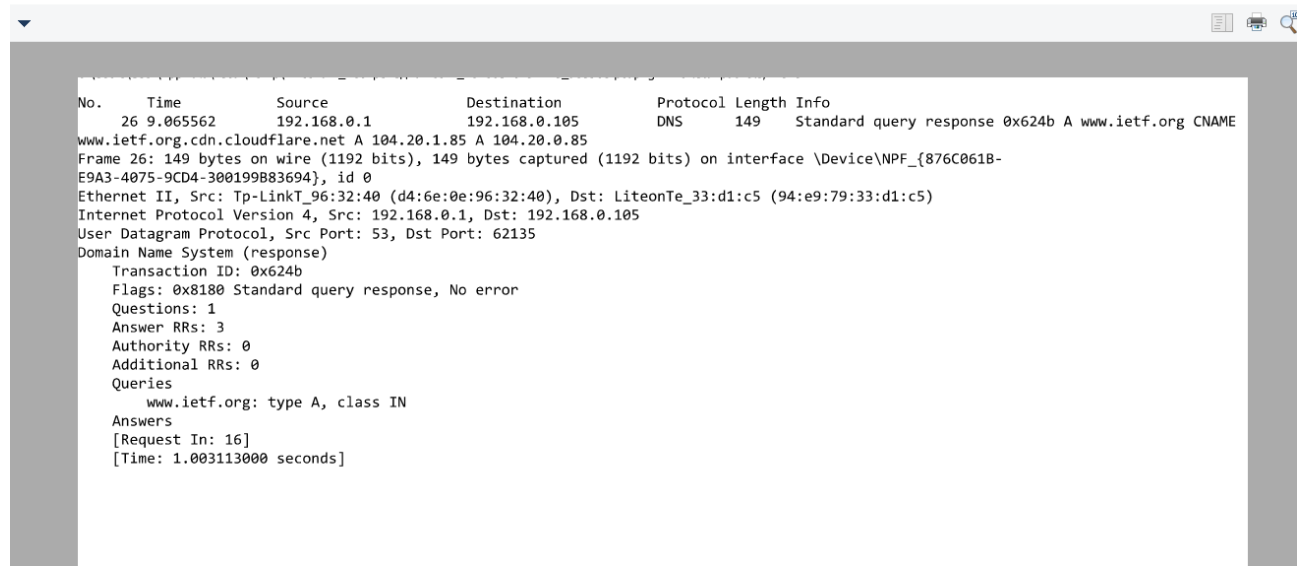 No. Time Source Destination Protocol Length Info
26 9.065562 192.168.0.1 192.168.0.105 DNS 149 Standard query response 0x624b A www.ietf.org CNAME
www.ietf.org.cdn.cloudflare.net A 104.20.1.85 A 104.20.0.85
Frame 26: 149 bytes on wire (1192 bits), 149 bytes captured (1192 bits) on interface \Device\NPF_{876C061B-
E9A3-4075-9CD4-300199B83694}, id 0
Ethernet II, Src: Tp-LinkT_96:32:40 (d4:6e:0e:96:32:40), Dst: LiteonTe_33:d1:c5 (94:e9:79:33:d1:c5)
Internet Protocol Version 4, Src: 192.168.0.1, Dst: 192.168.0.105
User Datagram Protocol, Src Port: 53, Dst Port: 62135
Domain Name System (response)
Transaction ID: 0x624b
Flags: 0x8180 Standard query response, No error
Questions: 1
Answer RRs: 3
Authority RRs: 0
Additional RRs: 0
Queries
www.ietf.org: type A, class IN
Answers
[Request In: 16]
[Time: 1.003113000 seconds]